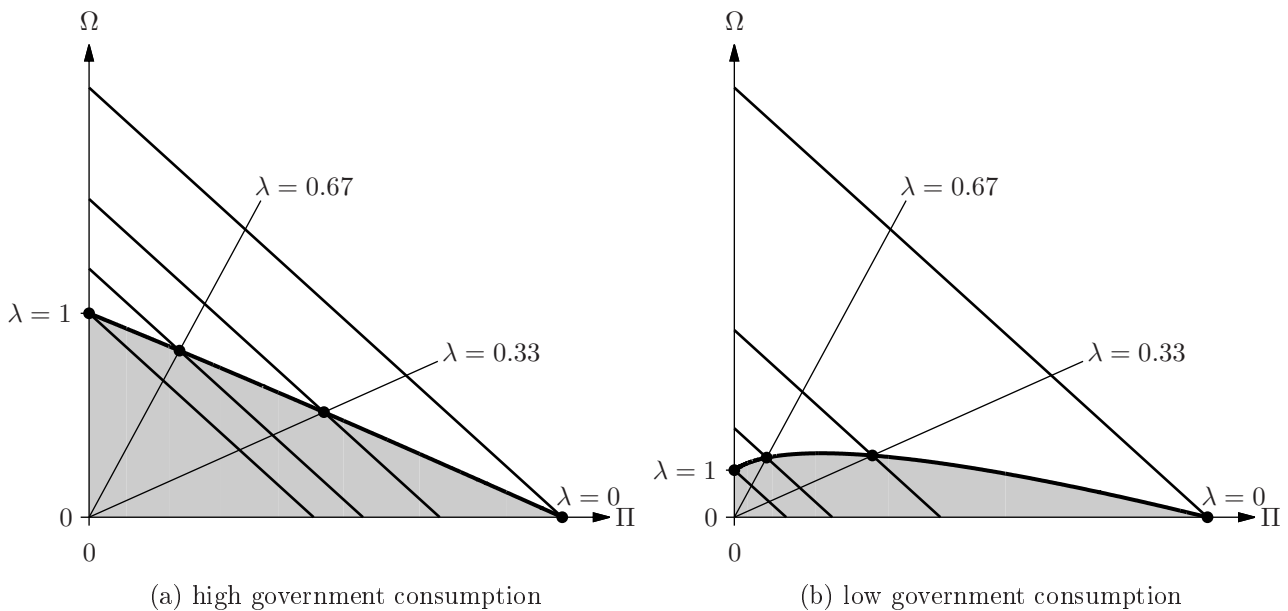 Ω
λ = 0.67
λ = 0.33
λ = 1
λ = 0
0
Π
0
(a) high government consumption
Ω
λ = 0.67
λ = 0.33
λ = 1
λ = 0
0
Π
0
(b) low government consumption